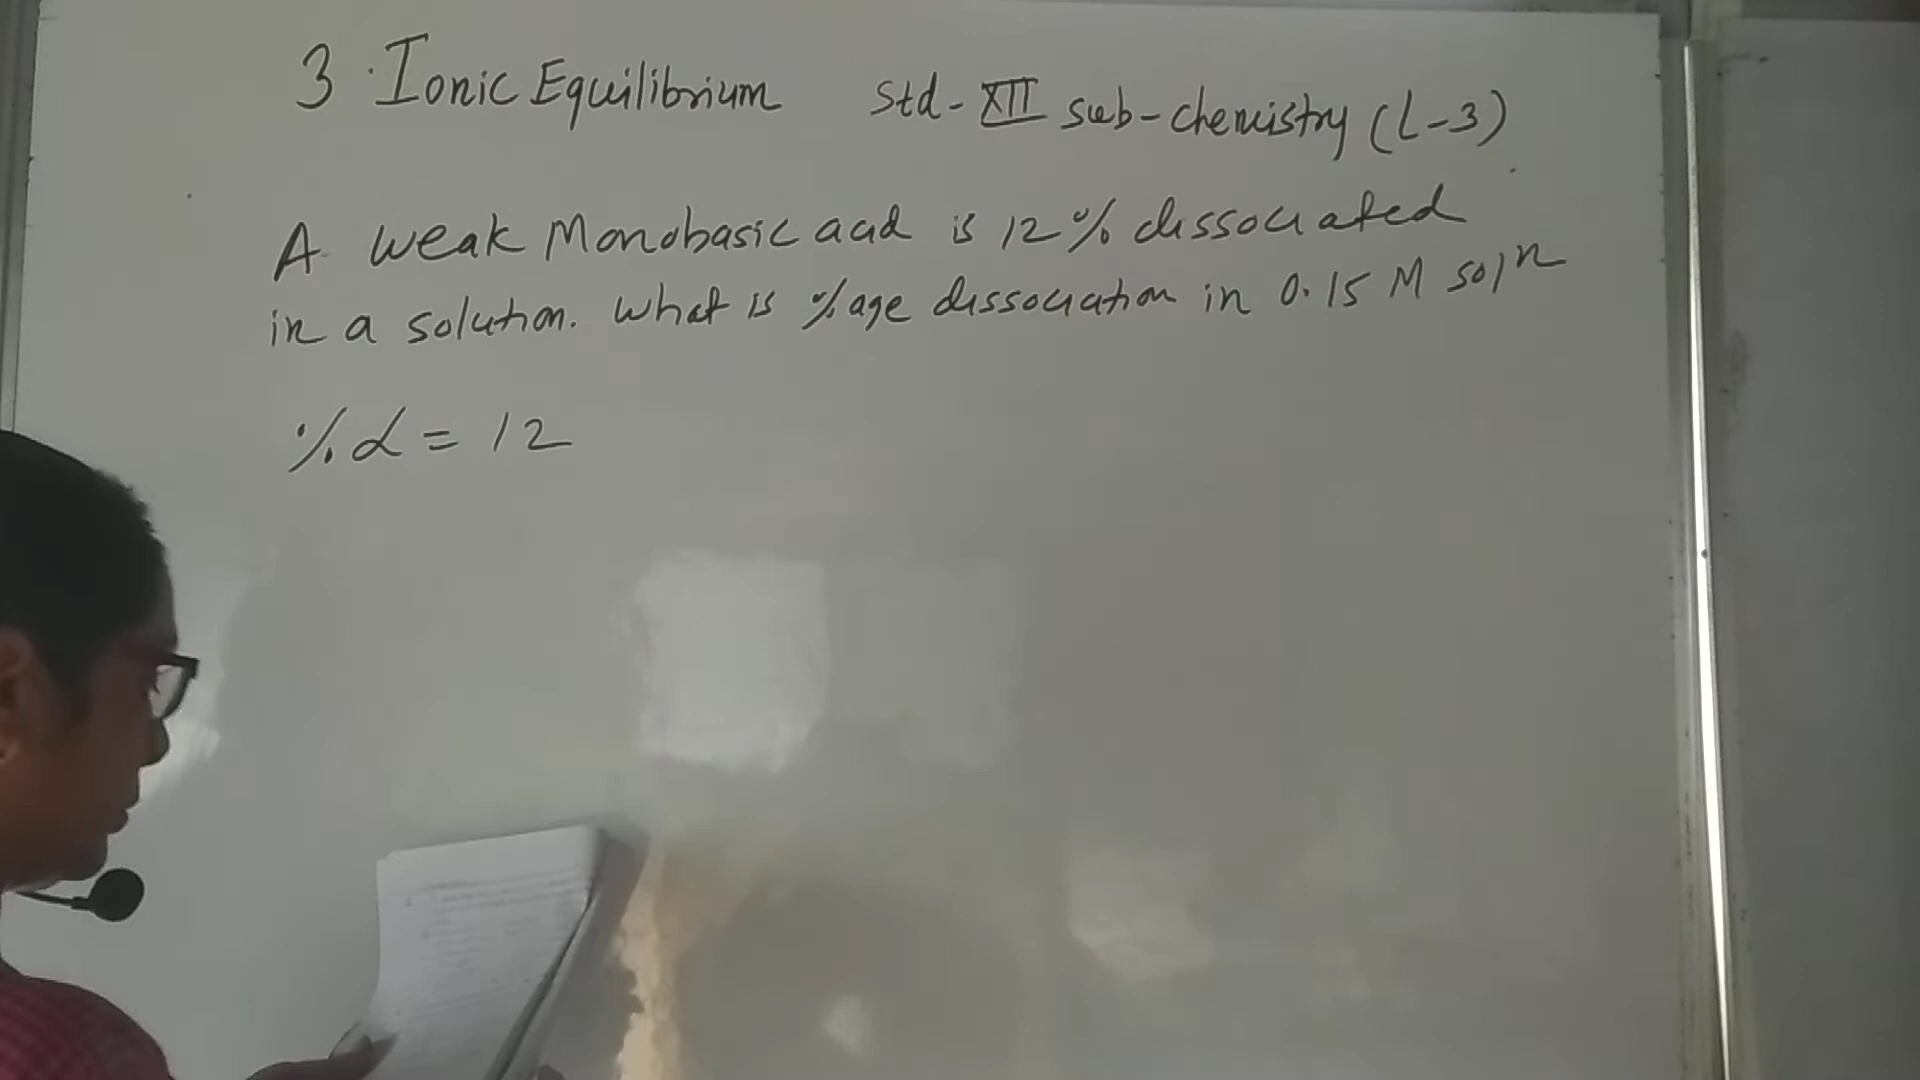 3. Ionic Equilibrium Std-XII sub-chemistry (L-3)
A weak Monobasic acid is 12% dissociated
in a solution. What is %age dissociation in 0.15 M solⁿ
%α = 12